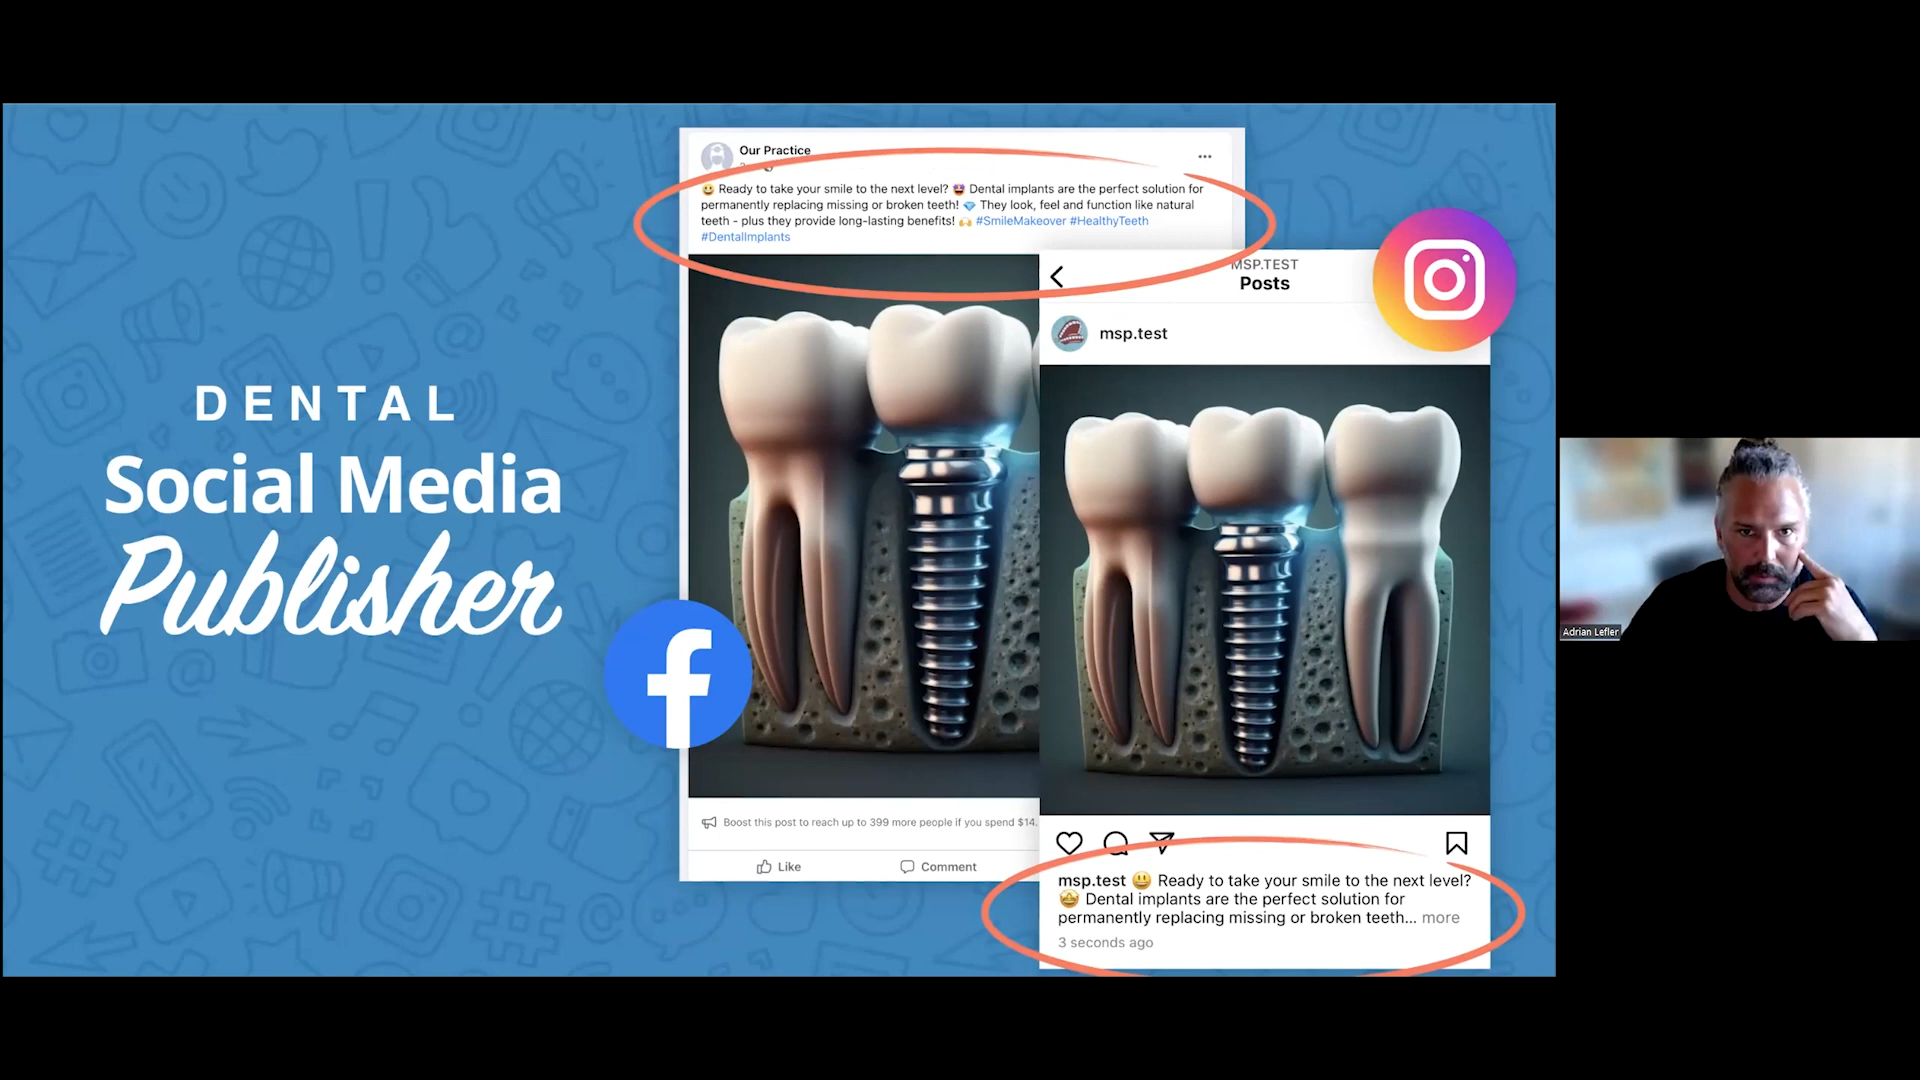 DENTAL
Social Media
Publisher
Our Practice
😃 Ready to take your smile to the next level? 🤩 Dental implants are the perfect solution for
permanently replacing missing or broken teeth! 💎 They look, feel and function like natural
teeth - plus they provide long-lasting benefits! 🙌 #SmileMakeover #HealthyTeeth
#DentalImplants
Boost this post to reach up to 399 more people if you spend $14.
Like
Comment
MSP.TEST
Posts
msp.test
msp.test 😃 Ready to take your smile to the next level?
🤩 Dental implants are the perfect solution for
permanently replacing missing or broken teeth... more
3 seconds ago
Adrian Lefler